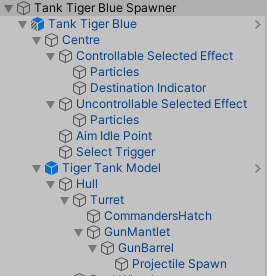 Tank Tiger Blue Spawner
Tank Tiger Blue
Centre
Controllable Selected Effect
Particles
Destination Indicator
Uncontrollable Selected Effect
Particles
Aim Idle Point
Select Trigger
Tiger Tank Model
Hull
Turret
CommandersHatch
GunMantlet
GunBarrel
Projectile Spawn